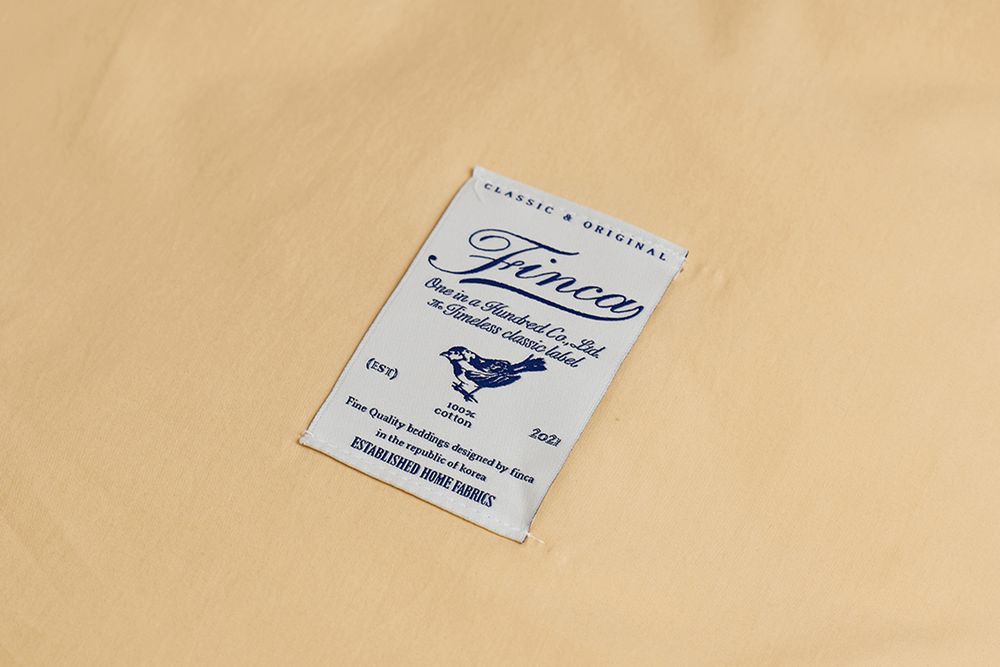 CLASSIC & ORIGINAL
Finca
One in a Hundred Co., Ltd.
The Timeless classic label
(EST)
100%
cotton
2021
Fine Quality beddings designed by finca
in the republic of korea
ESTABLISHED HOME FABRICS